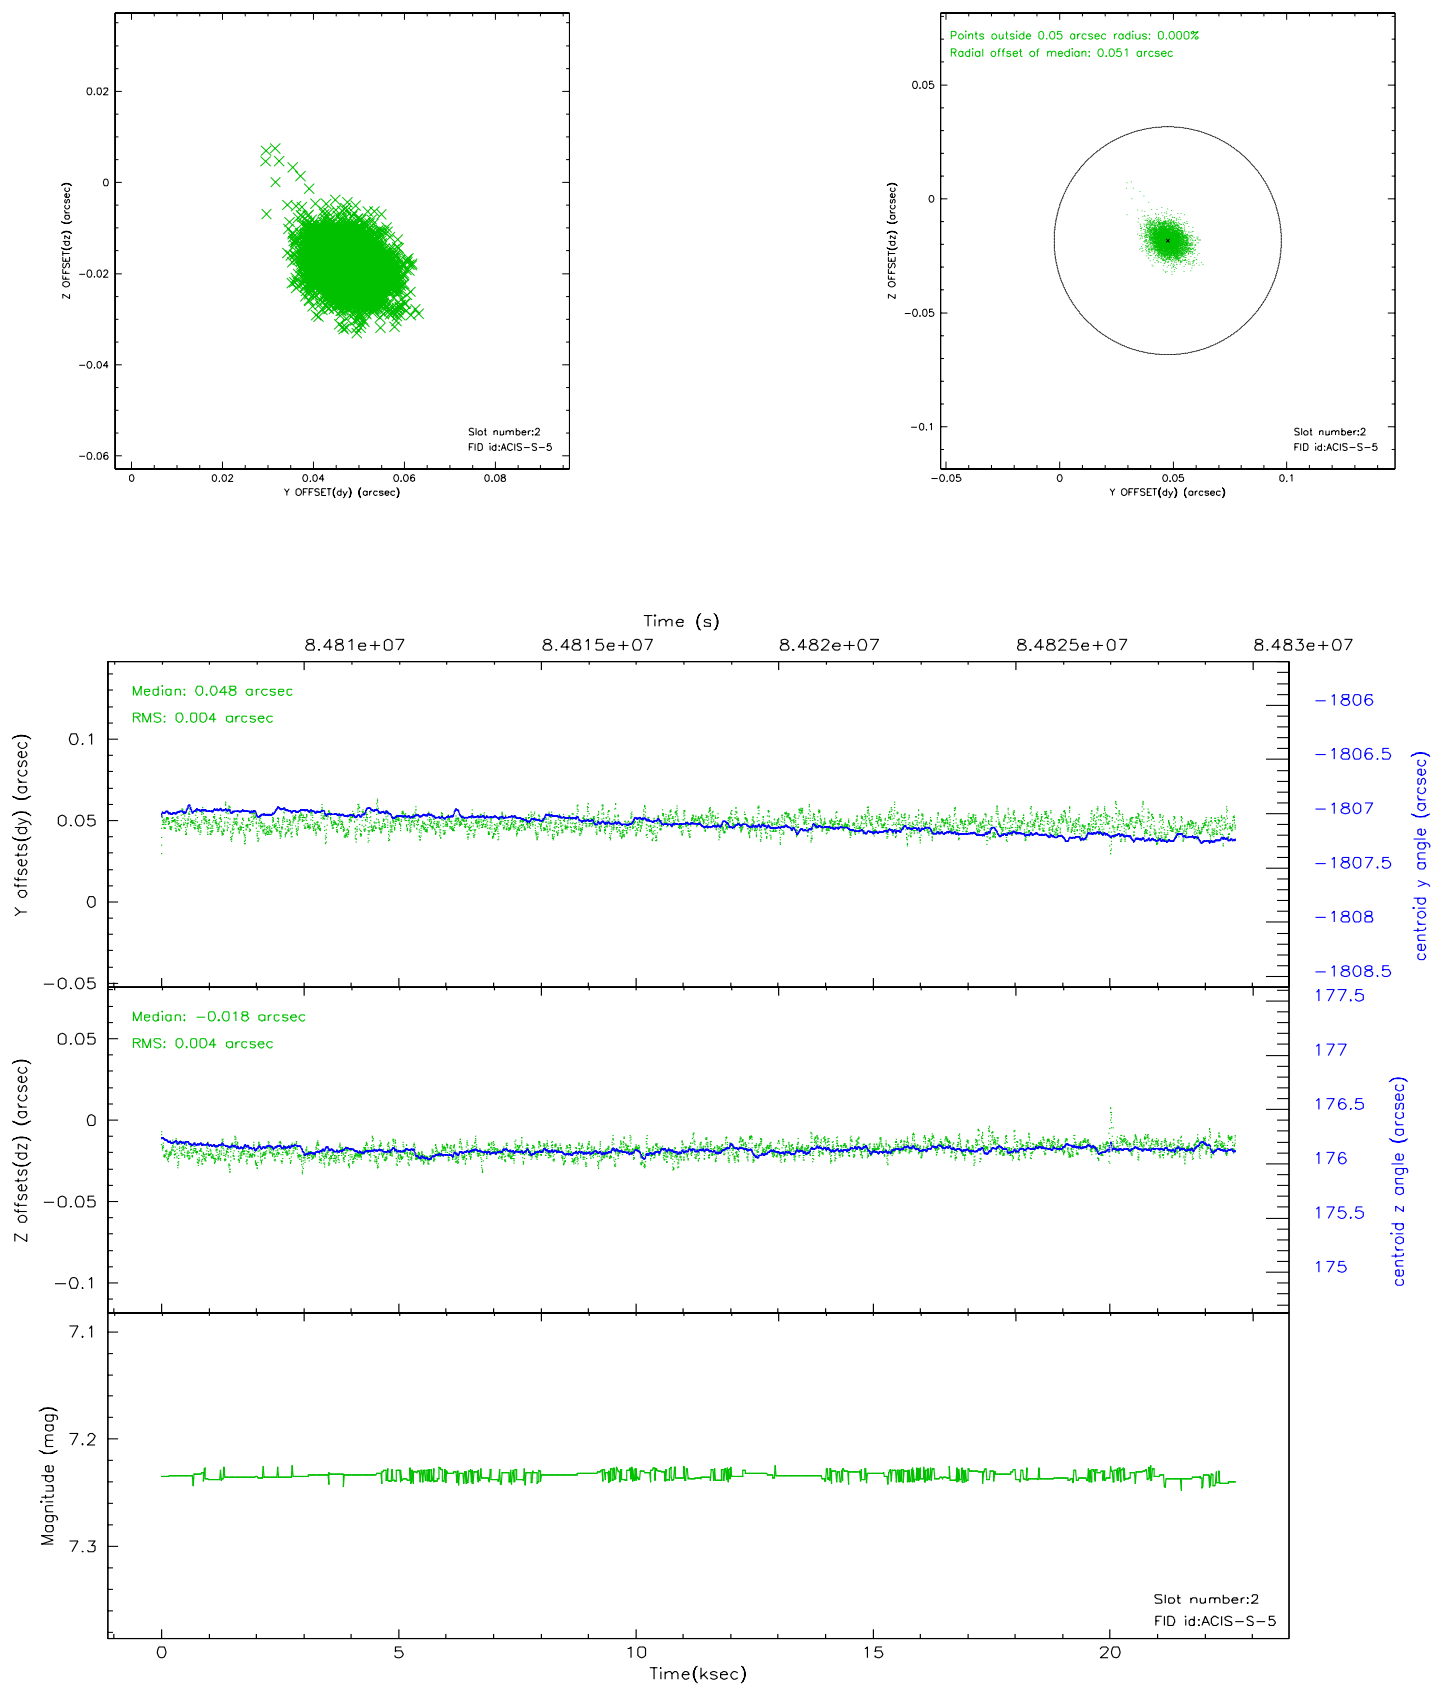 0.02
0
−0.02
−0.04
−0.06
Z OFFSET(dz) (arcsec)
Slot number:2
FID id:ACIS−S−5
0 0.02 0.04 0.06 0.08
Y OFFSET(dy) (arcsec)
Points outside 0.05 arcsec radius: 0.000%
Radial offset of median: 0.051 arcsec
0.05
0
−0.05
−0.1
Z OFFSET(dz) (arcsec)
Slot number:2
FID id:ACIS−S−5
−0.05 0 0.05 0.1
Y OFFSET(dy) (arcsec)
Time (s)
8.481e+07 8.4815e+07 8.482e+07 8.4825e+07 8.483e+07
Median: 0.048 arcsec
RMS: 0.004 arcsec
0.1
0.05
0
−0.05
Y offsets(dy) (arcsec)
−1806
−1806.5
−1807
−1807.5
−1808
−1808.5
centroid y angle (arcsec)
Median: −0.018 arcsec
RMS: 0.004 arcsec
0.05
0
−0.05
−0.1
Z offsets(dz) (arcsec)
177.5
177
176.5
176
175.5
175
centroid z angle (arcsec)
7.1
7.2
7.3
Magnitude (mag)
Slot number:2
FID id:ACIS−S−5
0 5 10 15 20
Time(ksec)